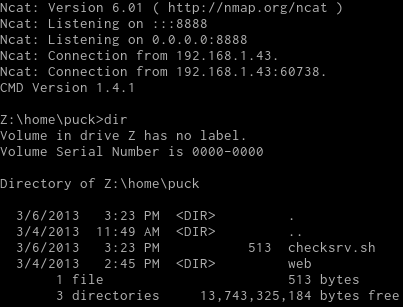 Ncat: Version 6.01 ( http://nmap.org/ncat )
Ncat: Listening on :::8888
Ncat: Listening on 0.0.0.0:8888
Ncat: Connection from 192.168.1.43.
Ncat: Connection from 192.168.1.43:60738.
CMD Version 1.4.1
Z:\home\puck>dir
Volume in drive Z has no label.
Volume Serial Number is 0000-0000
Directory of Z:\home\puck
3/6/2013   3:23 PM  <DIR>         .
3/4/2013  11:49 AM  <DIR>         ..
3/6/2013   3:23 PM           513  checksrv.sh
3/4/2013   2:45 PM  <DIR>         web
1 file                       513 bytes
3 directories     13,743,325,184 bytes free